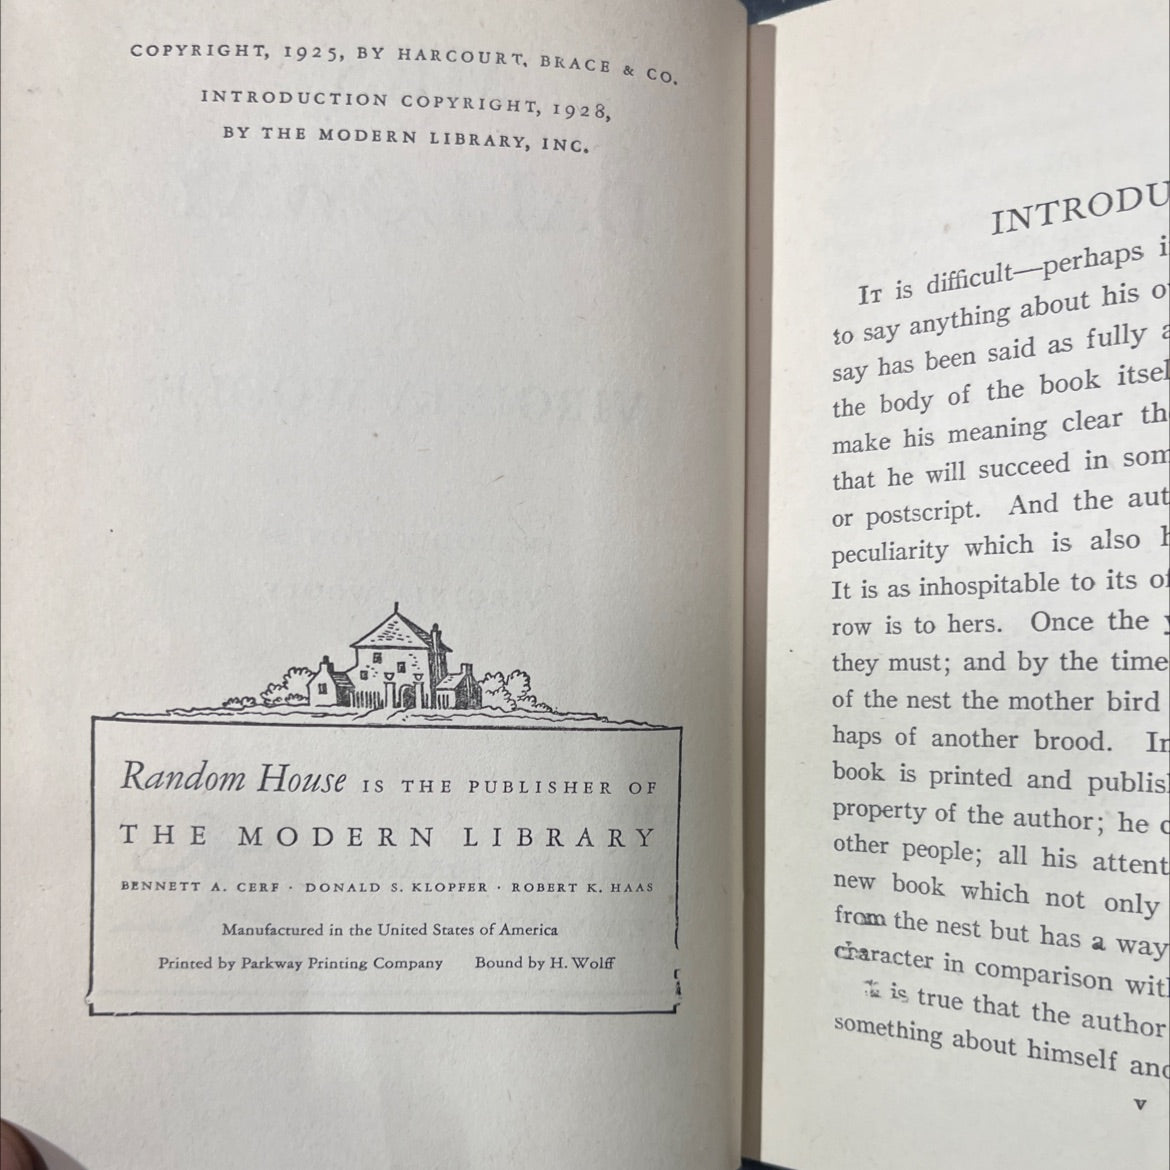 COPYRIGHT, 1925, BY HARCOURT, BRACE & CO.
INTRODUCTION COPYRIGHT, 1928,
BY THE MODERN LIBRARY, INC.
Random House IS THE PUBLISHER OF
THE MODERN LIBRARY
BENNETT A. CERF · DONALD S. KLOPFER · ROBERT K. HAAS
Manufactured in the United States of America
Printed by Parkway Printing Company Bound by H. Wolff
INTRODU
IT is difficult—perhaps i
to say anything about his o
say has been said as fully a
the body of the book itsel
make his meaning clear th
that he will succeed in som
or postscript. And the aut
peculiarity which is also h
It is as inhospitable to its of
row is to hers. Once the y
they must; and by the time
of the nest the mother bird
haps of another brood. In
book is printed and publis
property of the author; he c
other people; all his attent
new book which not only
from the nest but has a way
character in comparison wit
It is true that the author
something about himself and
v